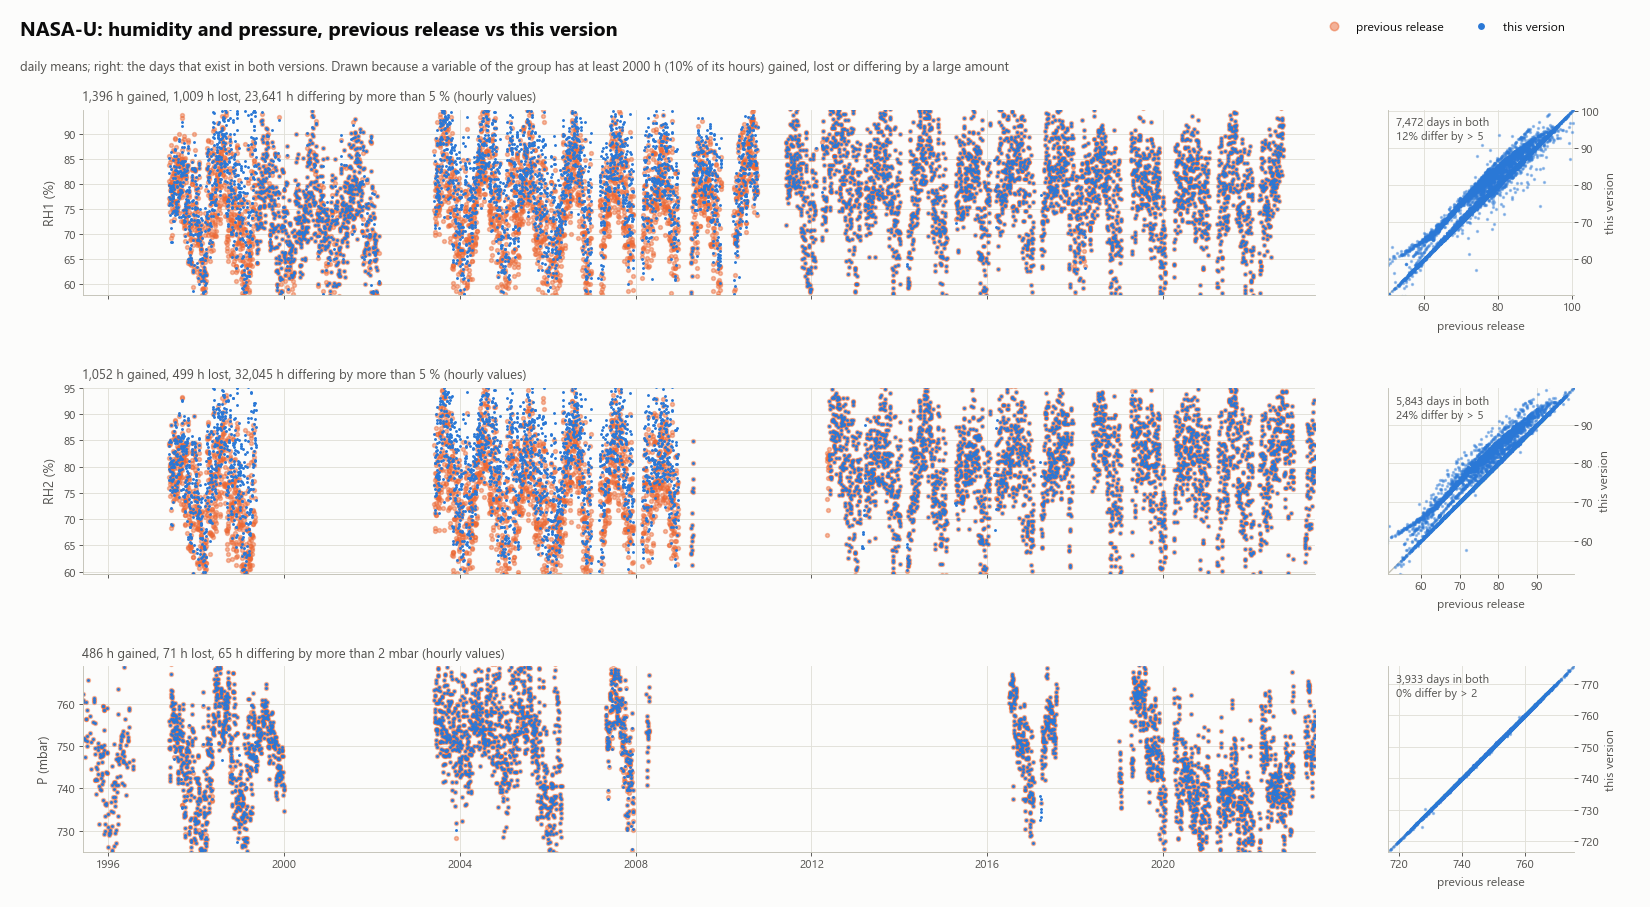 NASA-U: humidity and pressure, previous release vs this version
previous release
this version
daily means; right: the days that exist in both versions. Drawn because a variable of the group has at least 2000 h (10% of its hours) gained, lost or differing by a large amount
1,396 h gained, 1,009 h lost, 23,641 h differing by more than 5 % (hourly values)
RH1 (%)
90
85
80
75
70
65
60
7,472 days in both
12% differ by > 5
100
90
80
70
60
this version
60 80 100
previous release
1,052 h gained, 499 h lost, 32,045 h differing by more than 5 % (hourly values)
RH2 (%)
95
90
85
80
75
70
65
60
5,843 days in both
24% differ by > 5
90
80
70
60
this version
60 70 80 90
previous release
486 h gained, 71 h lost, 65 h differing by more than 2 mbar (hourly values)
P (mbar)
760
750
740
730
1996 2000 2004 2008 2012 2016 2020
3,933 days in both
0% differ by > 2
770
760
750
740
730
720
this version
720 740 760
previous release